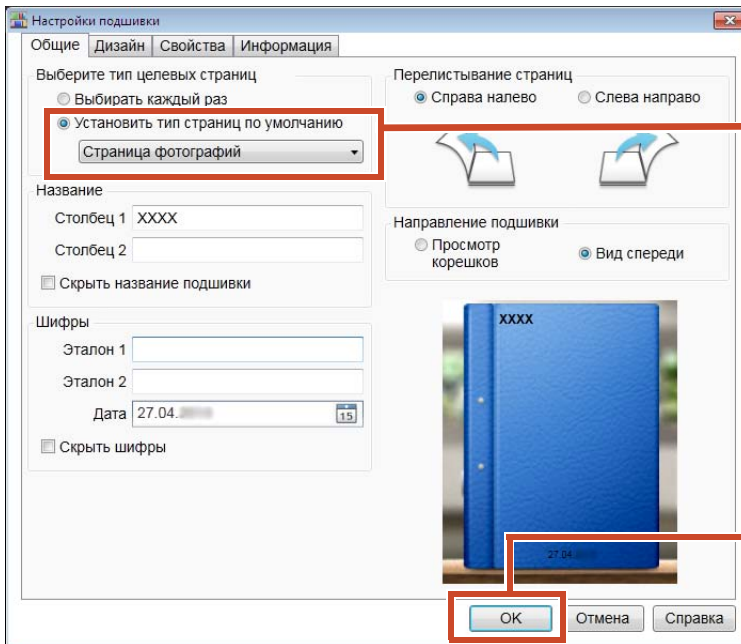 Настройки подшивки
Общие Дизайн Свойства Информация
Выберите тип целевых страниц
Выбирать каждый раз
Установить тип страниц по умолчанию
Страница фотографий
Название
Столбец 1 XXXX
Столбец 2
Скрыть название подшивки
Шифры
Эталон 1
Эталон 2
Дата 27.04.
15
Скрыть шифры
Перелистывание страниц
Справа налево Слева направо
Направление подшивки
Просмотр
корешков
Вид спереди
XXXX
27.04.
OK Отмена Справка